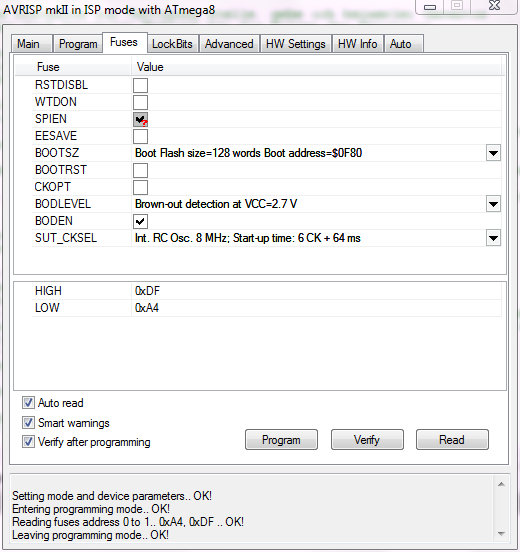 AVRISP mkII in ISP mode with ATmega8
Main Program Fuses LockBits Advanced HW Settings HW Info Auto
Fuse Value
RSTDISBL
WTDON
SPIEN
EESAVE
BOOTSZ Boot Flash size=128 words Boot address=$0F80
BOOTRST
CKOPT
BODLEVEL Brown-out detection at VCC=2.7 V
BODEN
SUT_CKSEL Int. RC Osc. 8 MHz; Start-up time: 6 CK + 64 ms
HIGH 0xDF
LOW 0xA4
Auto read
Smart warnings
Verify after programming
Program Verify Read
Setting mode and device parameters.. OK!
Entering programming mode.. OK!
Reading fuses address 0 to 1.. 0xA4, 0xDF .. OK!
Leaving programming mode.. OK!